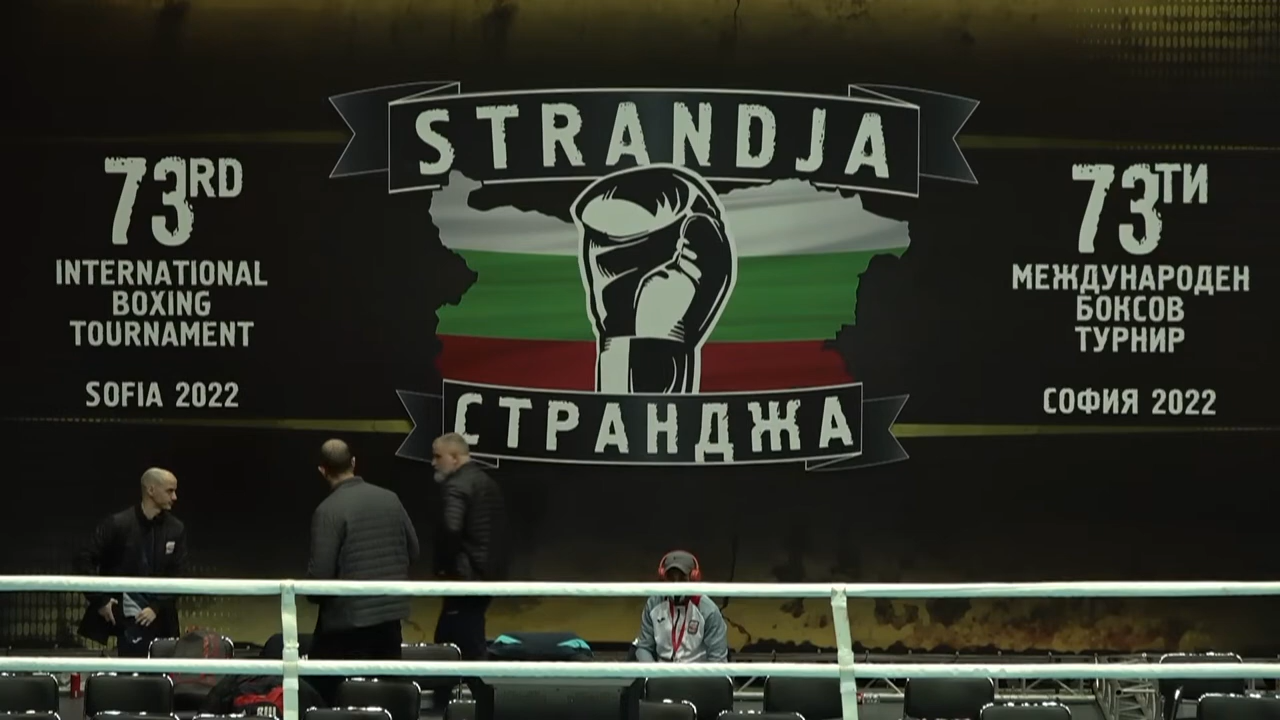 STRANDJA
73RD
INTERNATIONAL
BOXING
TOURNAMENT
SOFIA 2022
73ТИ
МЕЖДУНАРОДЕН
БОКСОВ
ТУРНИР
СОФИЯ 2022
СТРАНДЖА